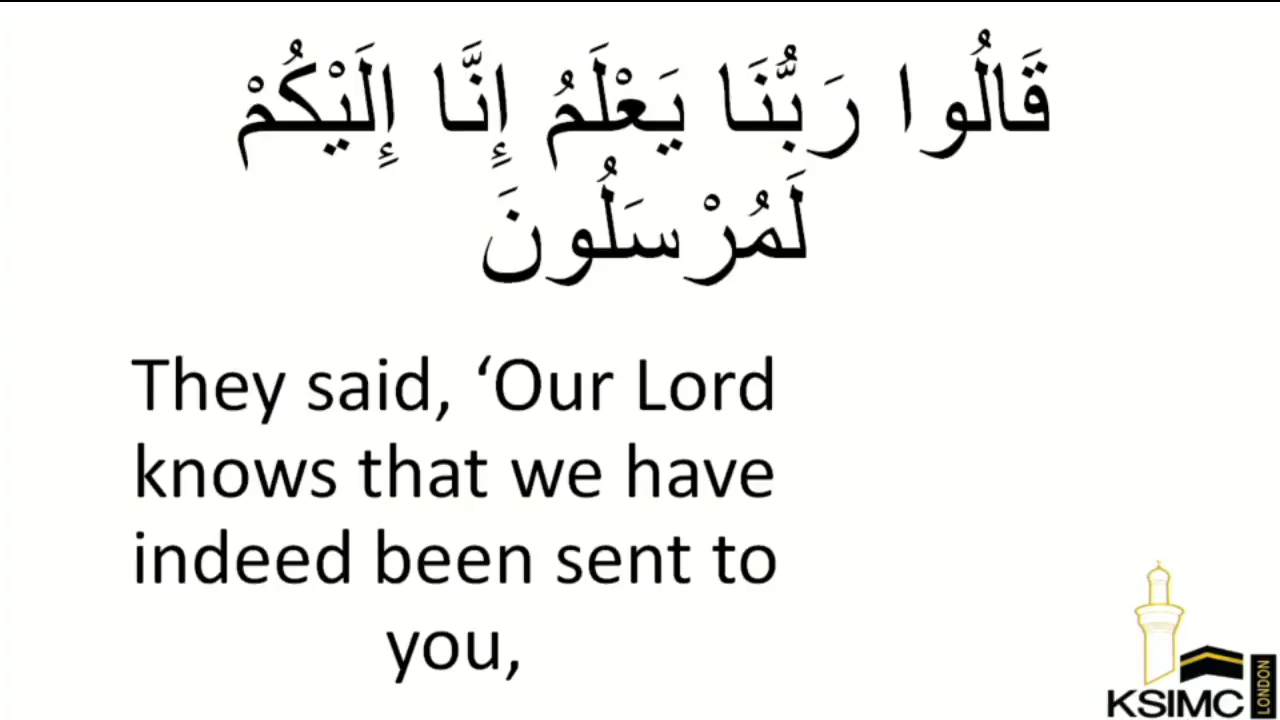 قَالُوا رَبُّنَا يَعْلَمُ إِنَّا إِلَيْكُمْ
لَمُرْسَلُونَ
They said, ‘Our Lord
knows that we have
indeed been sent to
you,
KSIMC
LONDON